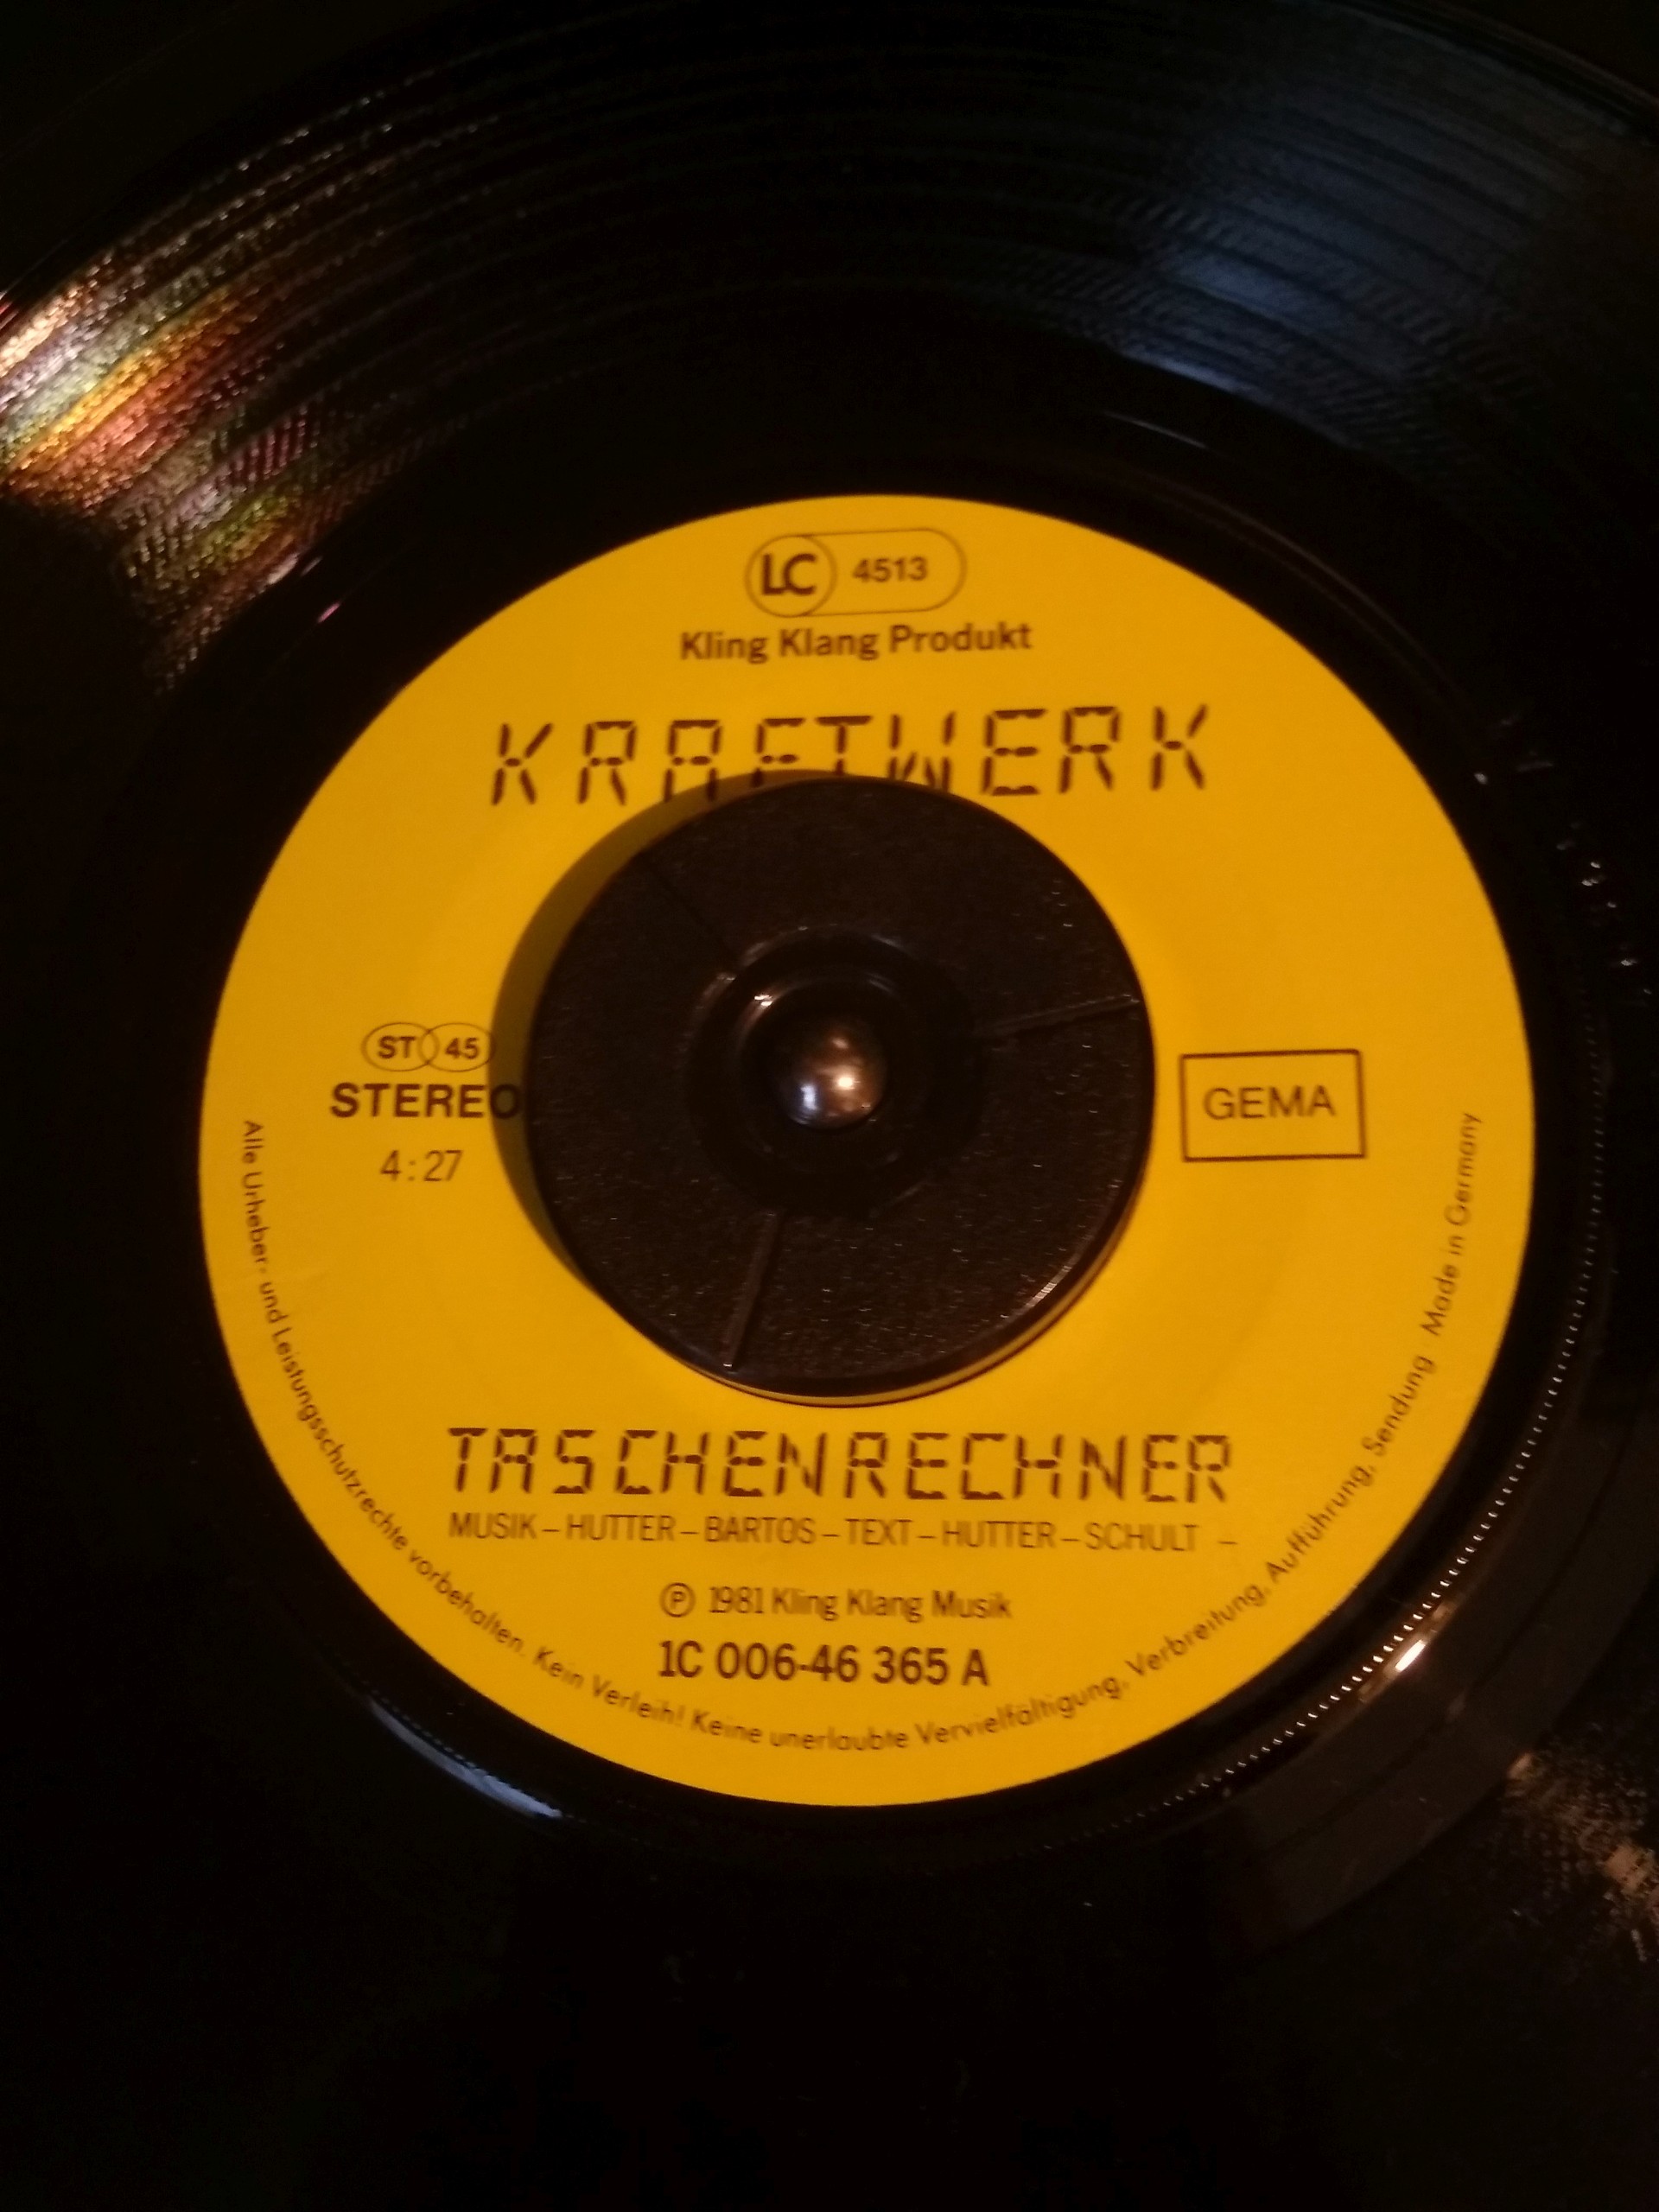 LC 4513
Kling Klang Produkt
KRAFTWERK
ST 45
STEREO
4:27
GEMA
TASCHENRECHNER
MUSIK – HUTTER – BARTOS – TEXT – HUTTER – SCHULT –
℗ 1981 Kling Klang Musik
1C 006-46 365 A
Alle Urheber- und Leistungsschutzrechte vorbehalten. Kein Verleih! Keine unerlaubte Vervielfältigung, Verbreitung, Aufführung, Sendung · Made in Germany